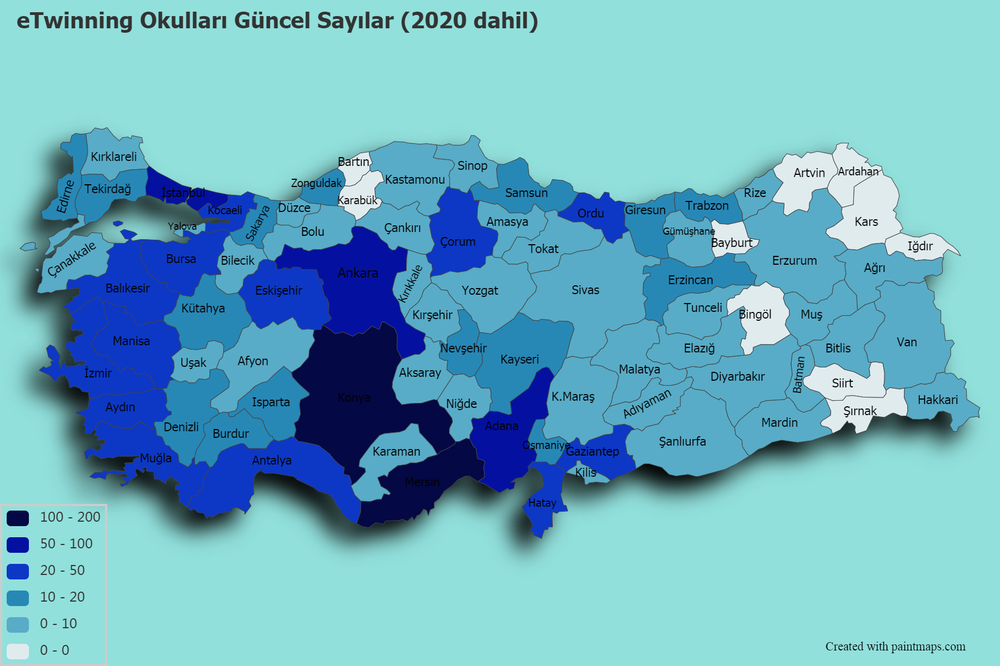 eTwinning Okulları Güncel Sayılar (2020 dahil)
Kırklareli
Edirne
Tekirdağ
İstanbul
Kocaeli
Yalova
Sakarya
Düzce
Bolu
Zonguldak
Bartın
Karabük
Kastamonu
Sinop
Çankırı
Çorum
Samsun
Amasya
Tokat
Ordu
Giresun
Trabzon
Gümüşhane
Bayburt
Rize
Artvin
Ardahan
Kars
Iğdır
Çanakkale
Balıkesir
Bursa
Bilecik
Eskişehir
Kütahya
Ankara
Kırıkkale
Kırşehir
Yozgat
Sivas
Erzincan
Erzurum
Ağrı
Tunceli
Bingöl
Muş
Bitlis
Van
Manisa
İzmir
Uşak
Afyon
Aydın
Denizli
Isparta
Burdur
Muğla
Antalya
Konya
Aksaray
Nevşehir
Niğde
Kayseri
Karaman
Mersin
Adana
Osmaniye
Hatay
Gaziantep
Kilis
K.Maraş
Malatya
Adıyaman
Elazığ
Diyarbakır
Şanlıurfa
Mardin
Batman
Siirt
Şırnak
Hakkari
100 - 200
50 - 100
20 - 50
10 - 20
0 - 10
0 - 0
Created with paintmaps.com